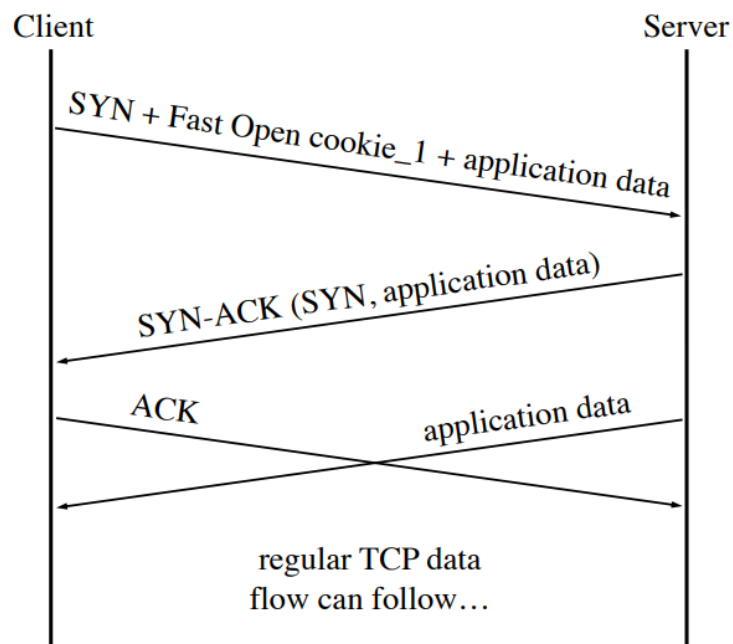 Client
Server
SYN + Fast Open cookie_1 + application data
SYN-ACK (SYN, application data)
ACK
application data
regular TCP data
flow can follow…